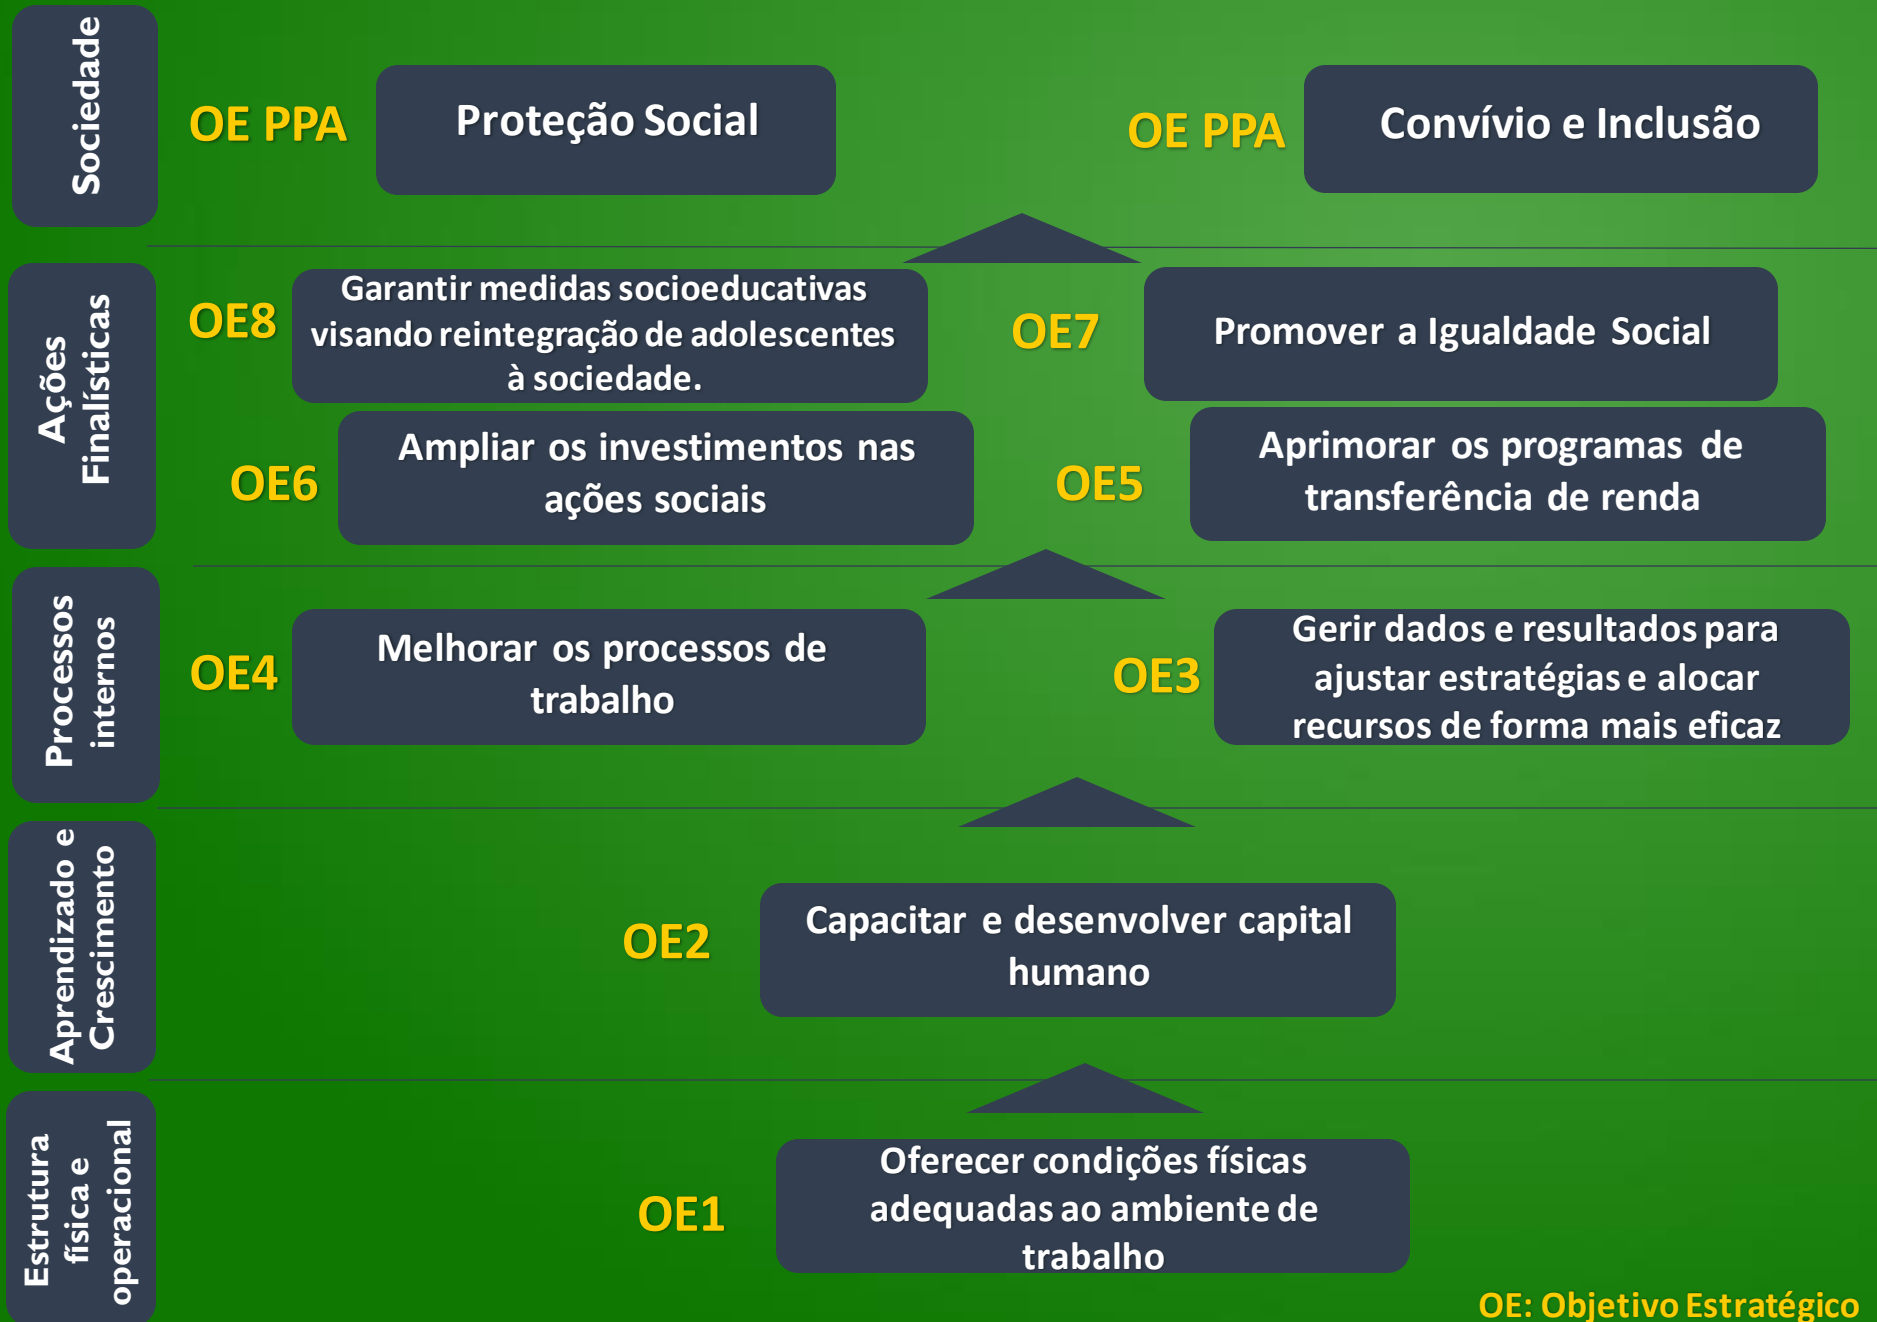 Sociedade
OE PPA
Proteção Social
OE PPA
Convívio e Inclusão
Ações
Finalísticas
OE8
Garantir medidas socioeducativas
visando reintegração de adolescentes
à sociedade.
OE7
Promover a Igualdade Social
OE6
Ampliar os investimentos nas
ações sociais
OE5
Aprimorar os programas de
transferência de renda
Processos
internos
OE4
Melhorar os processos de
trabalho
OE3
Gerir dados e resultados para
ajustar estratégias e alocar
recursos de forma mais eficaz
Aprendizado e
Crescimento
OE2
Capacitar e desenvolver capital
humano
Estrutura
física e
operacional
OE1
Oferecer condições físicas
adequadas ao ambiente de
trabalho
OE: Objetivo Estratégico